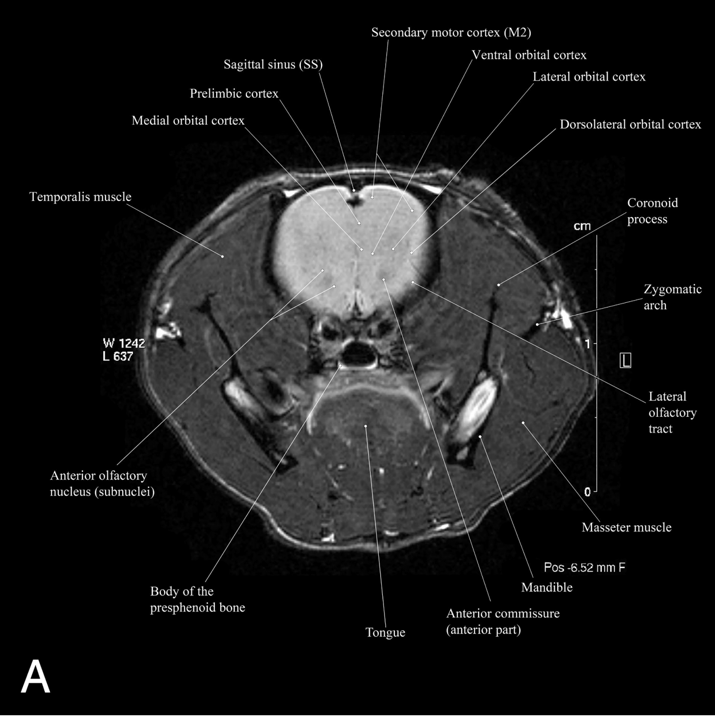 Secondary motor cortex (M2)
Ventral orbital cortex
Sagittal sinus (SS)
Lateral orbital cortex
Prelimbic cortex
Medial orbital cortex
Dorsolateral orbital cortex
Temporalis muscle
Coronoid
process
cm
Zygomatic
arch
W 1242
L 637
1
L
Lateral
olfactory
tract
Anterior olfactory
nucleus (subnuclei)
0
Masseter muscle
Pos -6.52 mm F
Mandible
Body of the
presphenoid bone
Anterior commissure
(anterior part)
Tongue
A